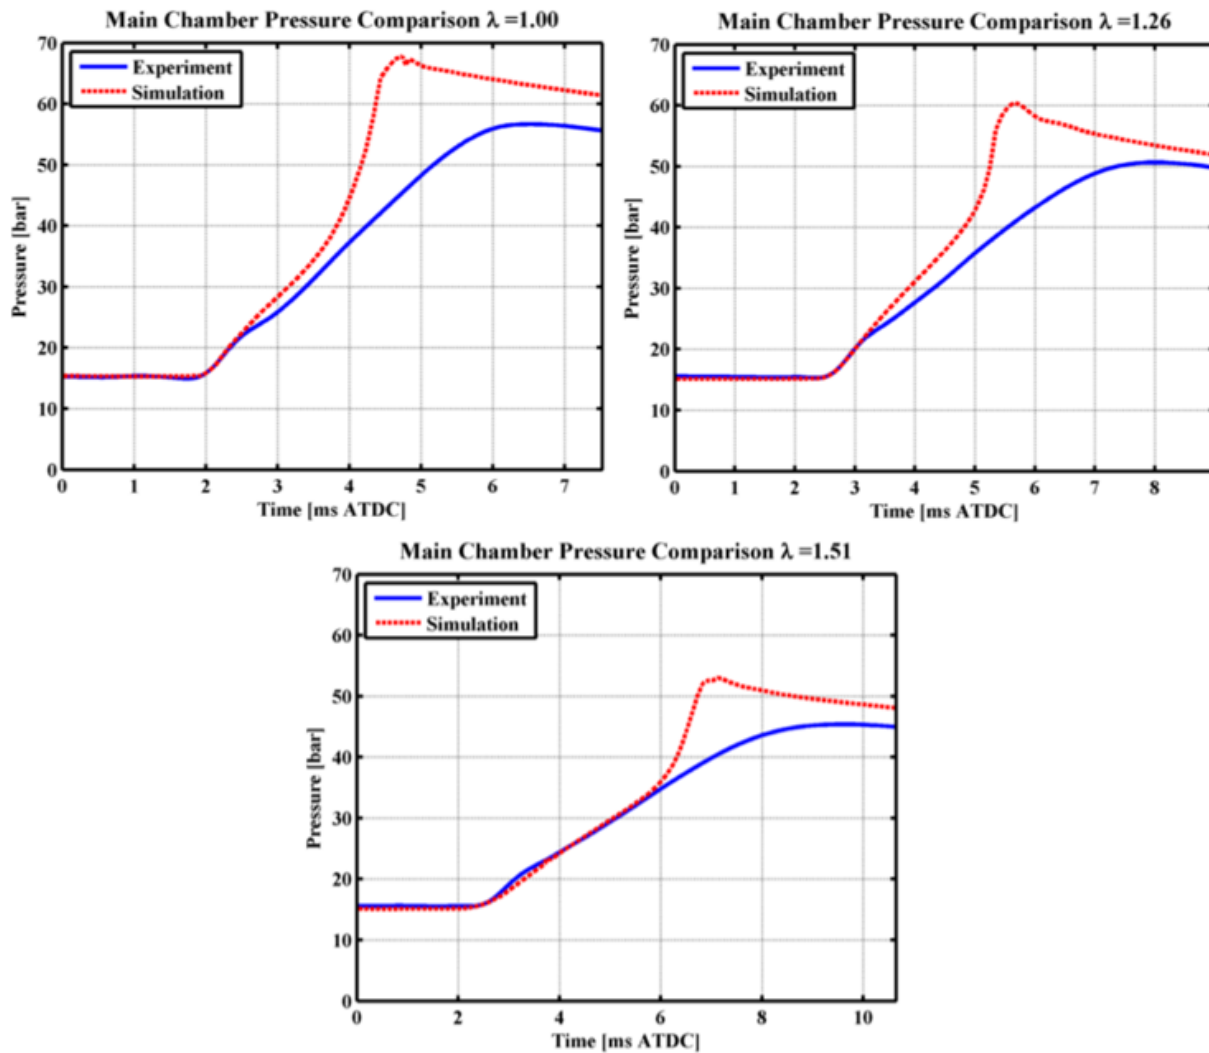 Main Chamber Pressure Comparison λ =1.00
70
60
50
40
30
20
10
0
Pressure [bar]
Experiment
Simulation
0 1 2 3 4 5 6 7
Time [ms ATDC]
Main Chamber Pressure Comparison λ =1.26
70
60
50
40
30
20
10
0
Pressure [bar]
Experiment
Simulation
0 1 2 3 4 5 6 7 8
Time [ms ATDC]
Main Chamber Pressure Comparison λ =1.51
70
60
50
40
30
20
10
0
Pressure [bar]
Experiment
Simulation
0 2 4 6 8 10
Time [ms ATDC]